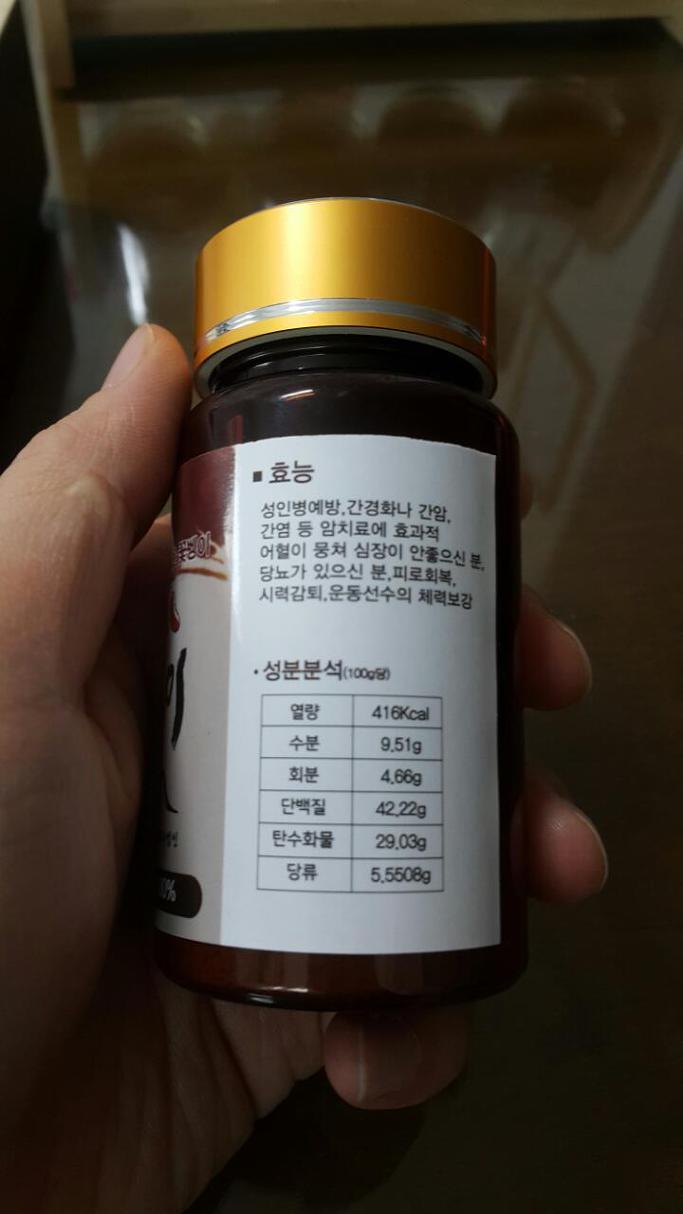 ■ 효능
성인병예방,간경화나 간암,
간염 등 암치료에 효과적
어혈이 뭉쳐 심장이 안좋으신 분,
당뇨가 있으신 분,피로회복,
시력감퇴,운동선수의 체력보강
· 성분분석(100g당)
열량 416Kcal
수분 9.51g
회분 4.66g
단백질 42.22g
탄수화물 29.03g
당류 5.5508g